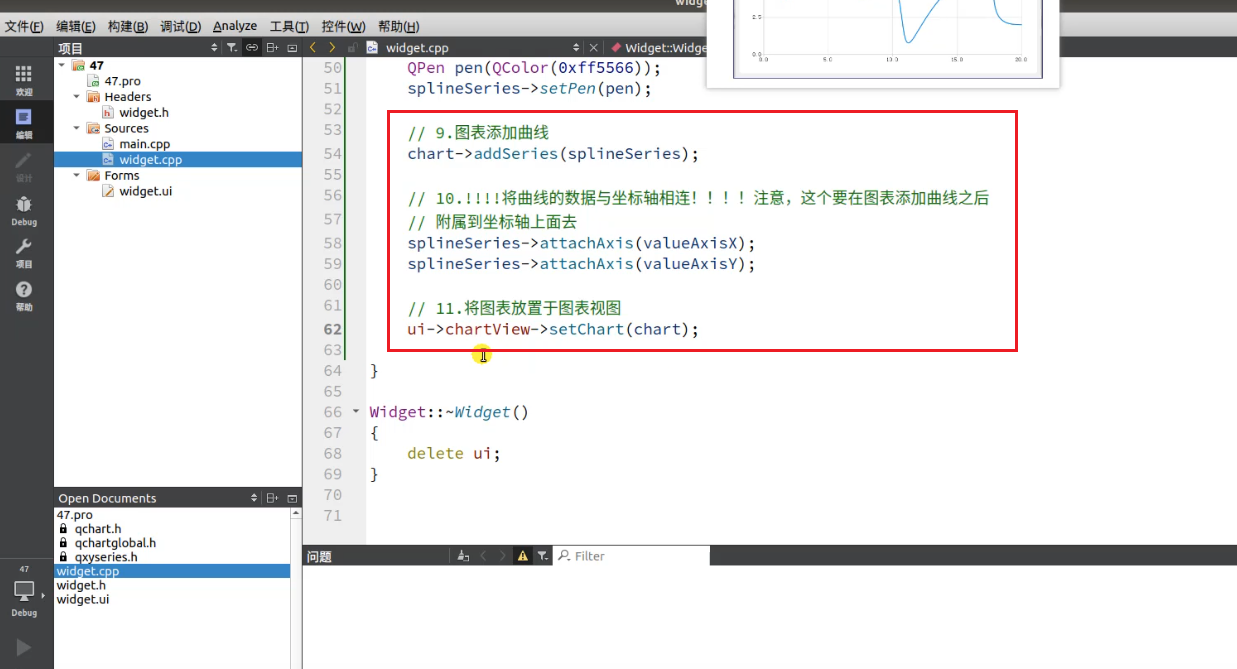 widge
文件(F) 编辑(E) 构建(B) 调试(D) Analyze 工具(T) 控件(W) 帮助(H)
2.5
0.0
0.0 5.0 10.0 15.0 20.0
项目
widget.cpp
Widget::Widge
欢迎
编辑
设计
Debug
项目
帮助
47
47.pro
Headers
widget.h
Sources
main.cpp
widget.cpp
Forms
widget.ui
50 QPen pen(QColor(0xff5566));
51 splineSeries->setPen(pen);
52
53 // 9.图表添加曲线
54 chart->addSeries(splineSeries);
55
56 // 10.!!!!将曲线的数据与坐标轴相连！！！！注意，这个要在图表添加曲线之后
57 // 附属到坐标轴上面去
58 splineSeries->attachAxis(valueAxisX);
59 splineSeries->attachAxis(valueAxisY);
60
61 // 11.将图表放置于图表视图
62 ui->chartView->setChart(chart);
63
64 }
65
66 Widget::~Widget()
67 {
68 delete ui;
69 }
70
71
Open Documents
47.pro
qchart.h
qchartglobal.h
qxyseries.h
widget.cpp
widget.h
widget.ui
47
Debug
问题
Filter